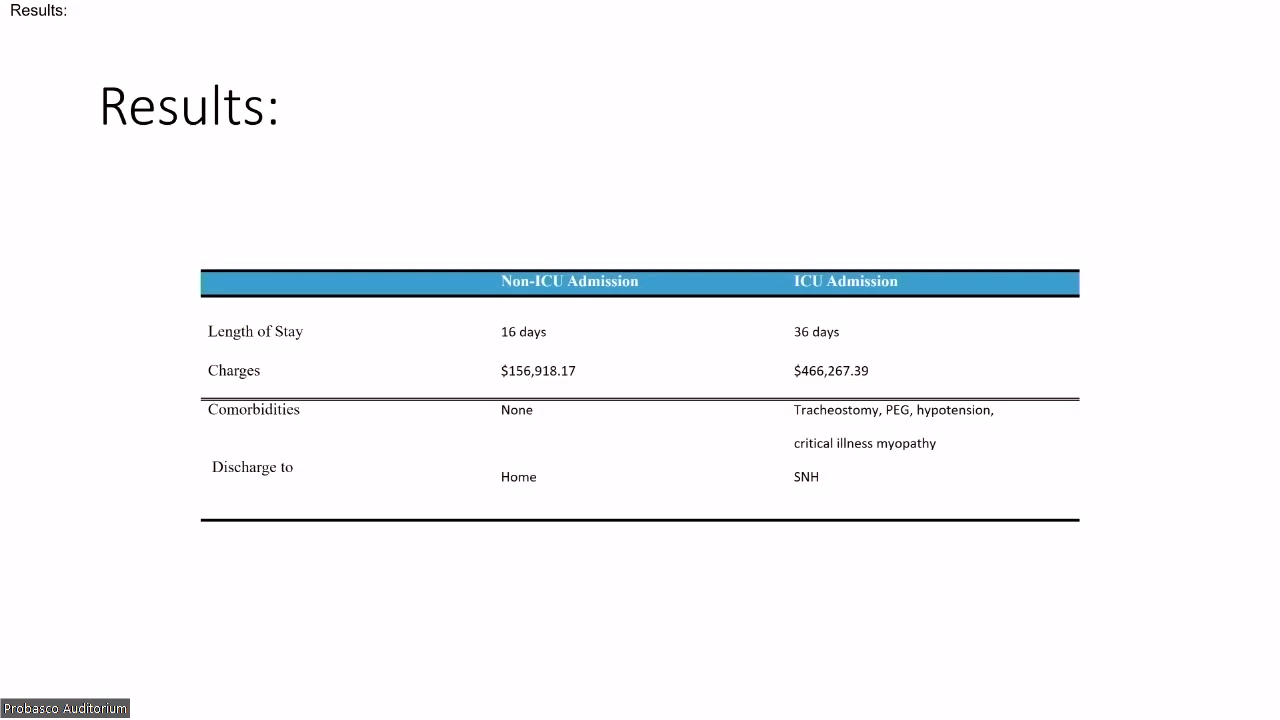 Results:
Results:
Non-ICU Admission ICU Admission
Length of Stay 16 days 36 days
Charges $156,918.17 $466,267.39
Comorbidities None Tracheostomy, PEG, hypotension,
critical illness myopathy
Discharge to Home SNH
Probasco Auditorium